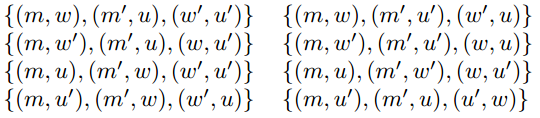 {(m, w), (m′, u), (w′, u′)} {(m, w), (m′, u′), (w′, u)}
{(m, w′), (m′, u), (w, u′)} {(m, w′), (m′, u′), (w, u)}
{(m, u), (m′, w), (w′, u′)} {(m, u), (m′, w′), (w, u′)}
{(m, u′), (m′, w), (w′, u)} {(m, u′), (m′, u), (u′, w)}